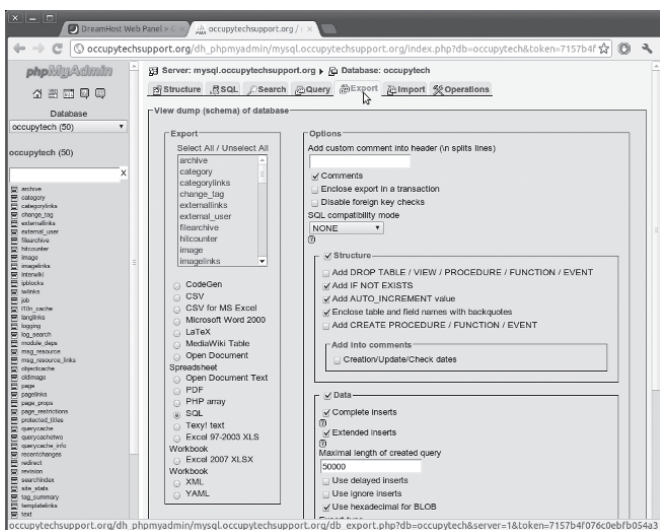 DreamHost Web Panel > C
occupytechsupport.org / 
occupytechsupport.org/dh_phpmyadmin/mysql.occupytechsupport.org/index.php?db=occupytech&token=7157b4f
phpMyAdmin
Database
occupytech (50)
occupytech (50)
X
archive
category
categorylinks
change_tag
externallinks
external_user
filearchive
hitcounter
image
imagelinks
interwiki
ipblocks
iwlinks
job
l10n_cache
langlinks
logging
log_search
module_deps
msg_resource
msg_resource_links
objectcache
oldimage
page
pagelinks
page_props
page_restrictions
protected_titles
querycache
querycachetwo
querycache_info
recentchanges
redirect
revision
searchindex
site_stats
tag_summary
templatelinks
text
Server: mysql.occupytechsupport.org ▸ Database: occupytech
Structure SQL Search Query Export Import Operations
View dump (schema) of database
Export
Select All / Unselect All
archive
category
categorylinks
change_tag
externallinks
external_user
filearchive
hitcounter
image
imagelinks
CodeGen
CSV
CSV for MS Excel
Microsoft Word 2000
LaTeX
MediaWiki Table
Open Document
Spreadsheet
Open Document Text
PDF
PHP array
SQL
Texy! text
Excel 97-2003 XLS
Workbook
Excel 2007 XLSX
Workbook
XML
YAML
Options
Add custom comment into header (\n splits lines)
Comments
Enclose export in a transaction
Disable foreign key checks
SQL compatibility mode
NONE
Structure
Add DROP TABLE / VIEW / PROCEDURE / FUNCTION / EVENT
Add IF NOT EXISTS
Add AUTO_INCREMENT value
Enclose table and field names with backquotes
Add CREATE PROCEDURE / FUNCTION / EVENT
Add into comments
Creation/Update/Check dates
Data
Complete inserts
Extended inserts
Maximal length of created query
50000
Use delayed inserts
Use ignore inserts
Use hexadecimal for BLOB
occupytechsupport.org/dh_phpmyadmin/mysql.occupytechsupport.org/db_export.php?db=occupytech&server=1&token=7157b4f076c0ebfb054a3